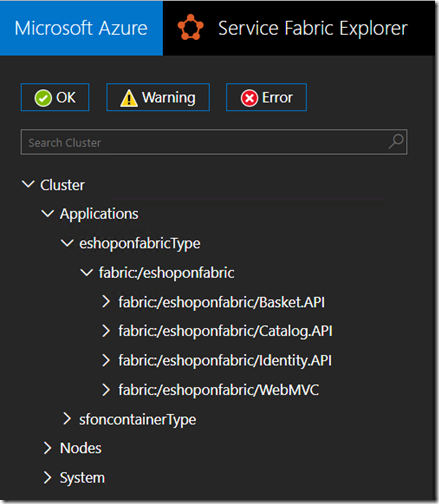 Microsoft Azure Service Fabric Explorer
OK Warning Error
Search Cluster
Cluster
Applications
eshoponfabricType
fabric:/eshoponfabric
fabric:/eshoponfabric/Basket.API
fabric:/eshoponfabric/Catalog.API
fabric:/eshoponfabric/Identity.API
fabric:/eshoponfabric/WebMVC
sfoncontainerType
Nodes
System